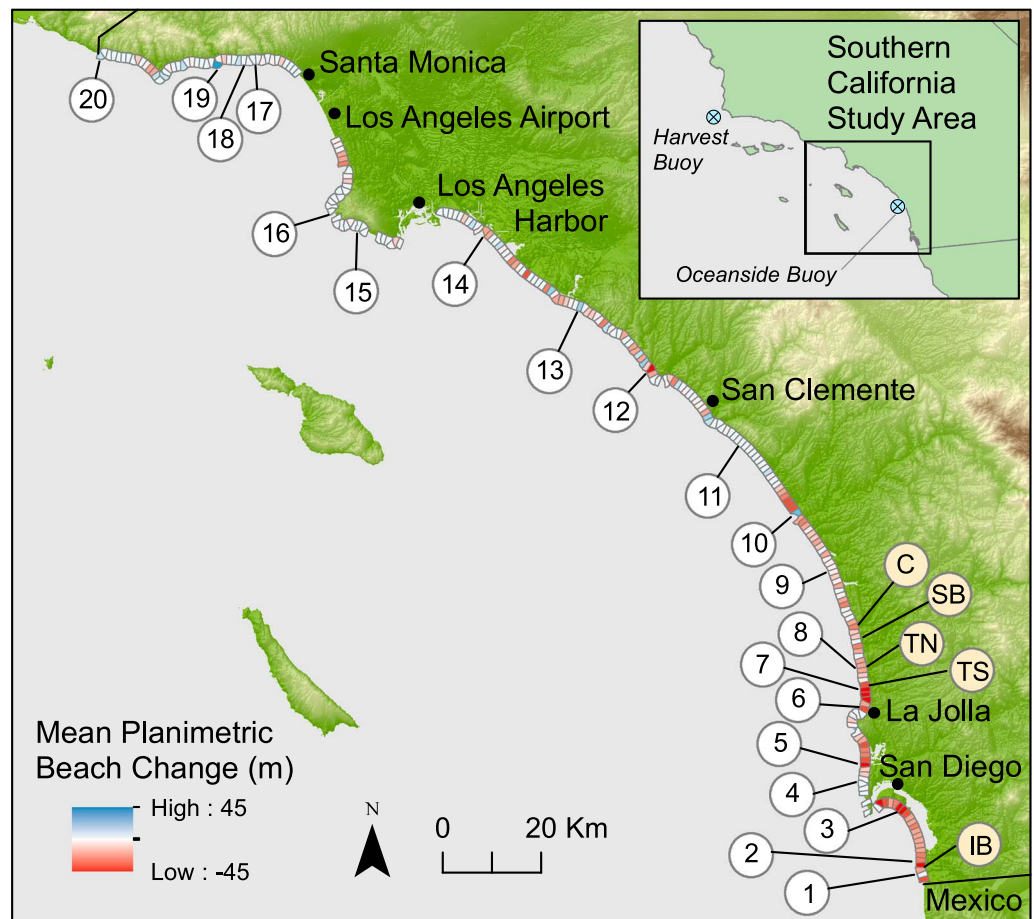 Santa Monica
Los Angeles Airport
Los Angeles
Harbor
San Clemente
La Jolla
San Diego
Mexico
Southern
California
Study Area
Harvest
Buoy
Oceanside Buoy
20
19
18
17
16
15
14
13
12
11
10
9
8
7
6
5
4
3
2
1
C
SB
TN
TS
IB
Mean Planimetric
Beach Change (m)
High : 45
Low : -45
N
0 20 Km